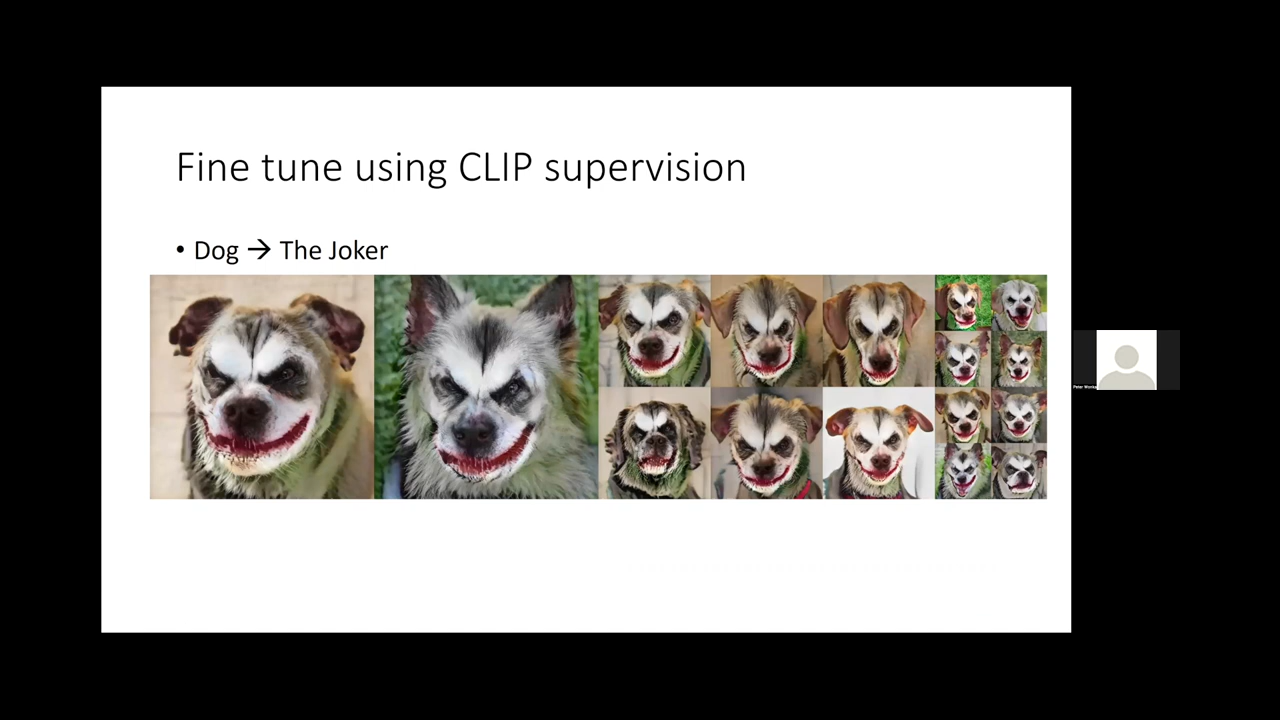 Fine tune using CLIP supervision
• Dog → The Joker